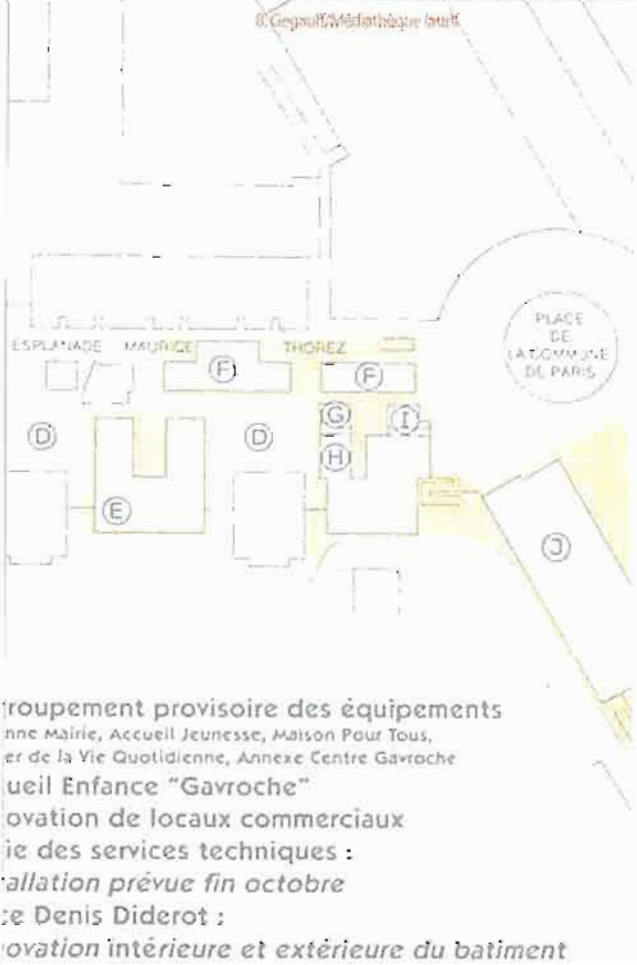 B. Gegauff/Médiathèque
PLACE
DE
LA COMMUNE
DE PARIS
ESPLANADE MAURICE THOREZ
F
F
G
I
D
D
H
E
J
roupement provisoire des équipements
nne Mairie, Accueil Jeunesse, Maison Pour Tous,
er de la Vie Quotidienne, Annexe Centre Gavroche
ueil Enfance "Gavroche"
ovation de locaux commerciaux
ie des services techniques :
allation prévue fin octobre
ce Denis Diderot :
ovation intérieure et extérieure du batiment